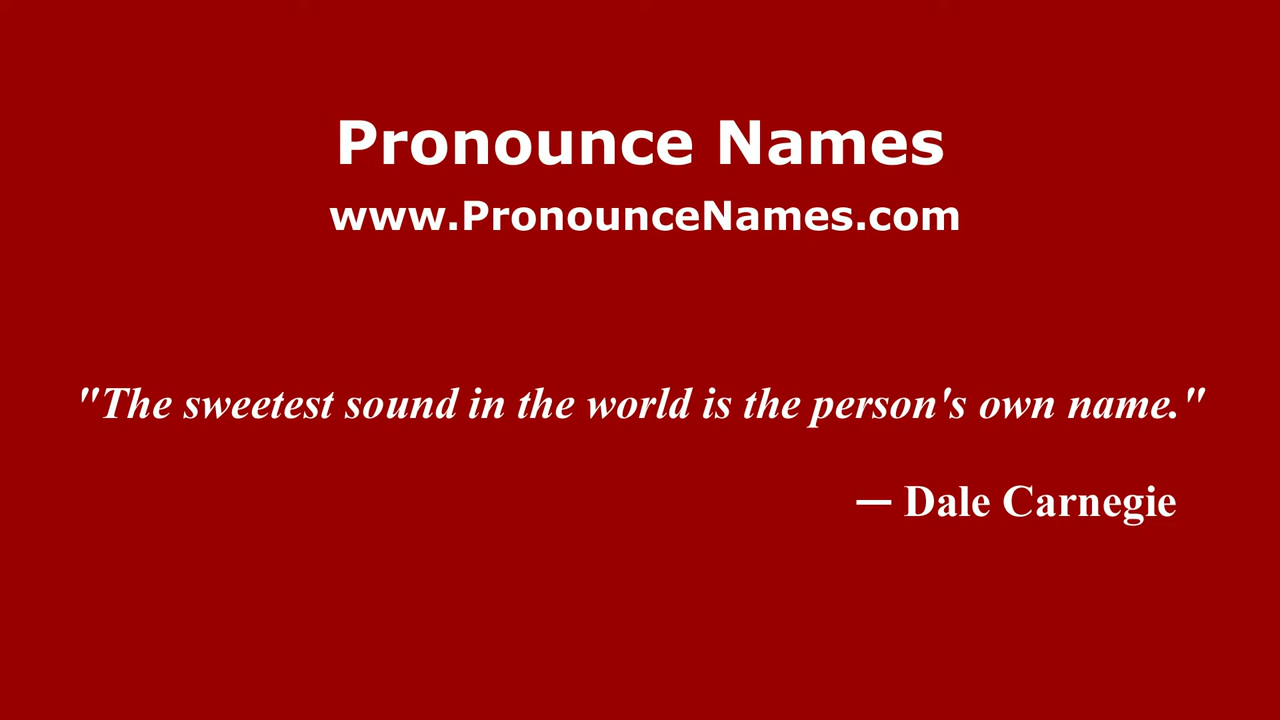 Pronounce Names
www.PronounceNames.com
"The sweetest sound in the world is the person's own name."
— Dale Carnegie